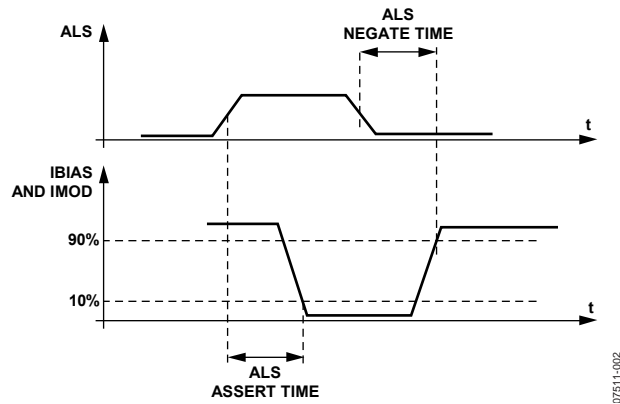 ALS
ALS
NEGATE TIME
t
IBIAS
AND IMOD
90%
10%
t
ALS
ASSERT TIME
07511-002